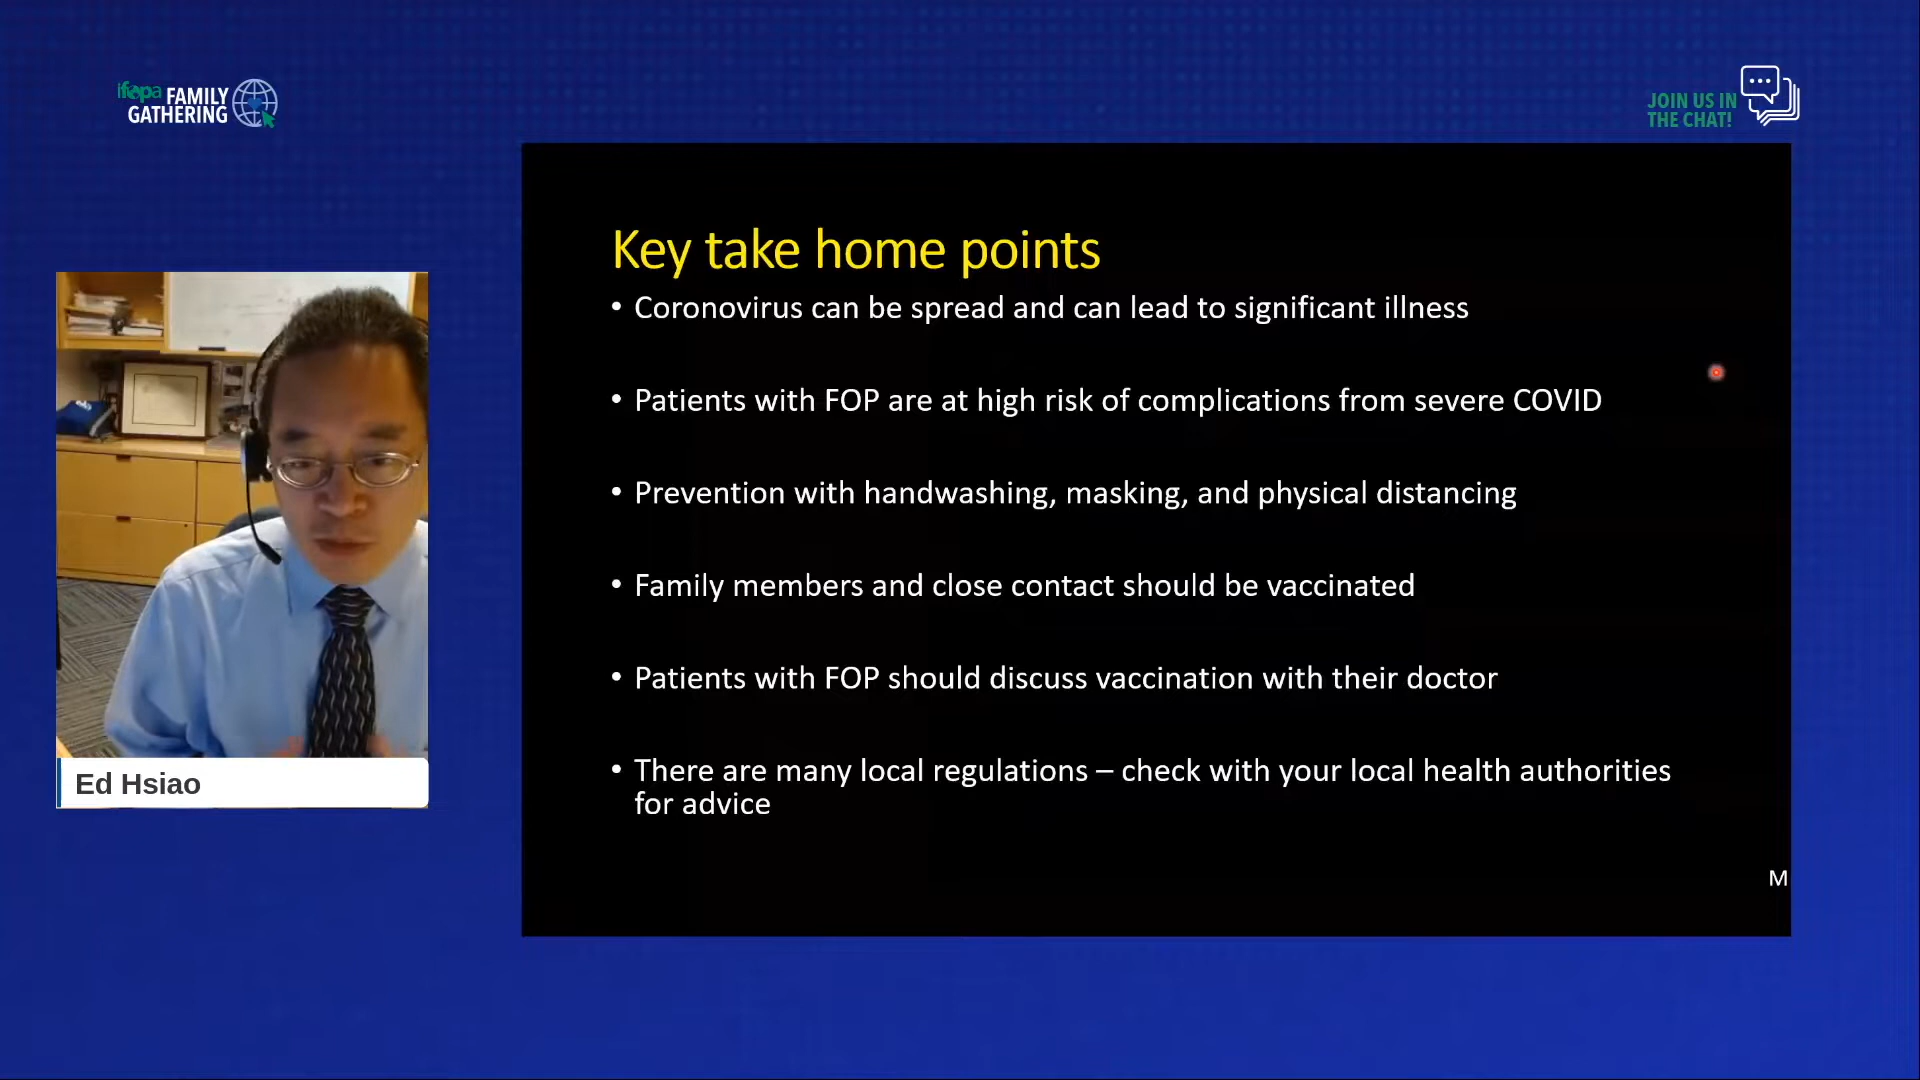 ifopa FAMILY
GATHERING
JOIN US IN
THE CHAT!
Key take home points
• Coronovirus can be spread and can lead to significant illness
• Patients with FOP are at high risk of complications from severe COVID
• Prevention with handwashing, masking, and physical distancing
• Family members and close contact should be vaccinated
• Patients with FOP should discuss vaccination with their doctor
• There are many local regulations – check with your local health authorities
for advice
M
Ed Hsiao